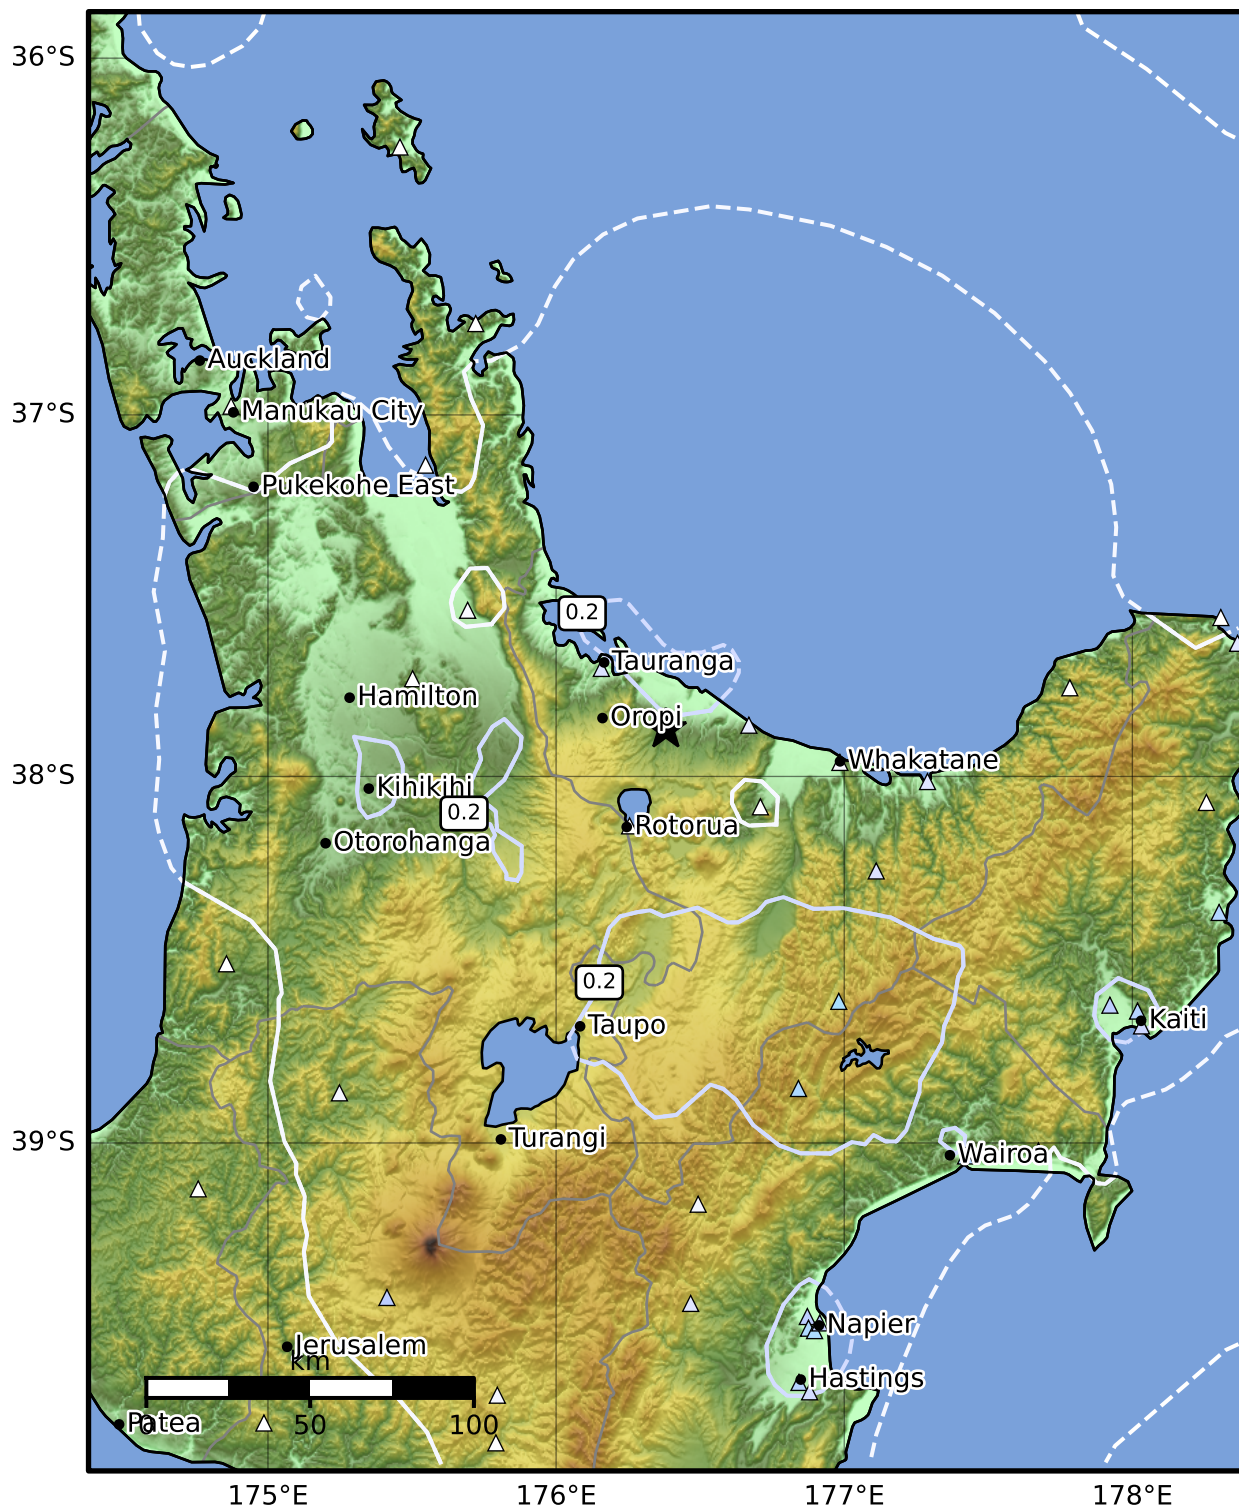 36°S
Auckland
37°S
Manukau City
Pukekohe East
0.2
Tauranga
Hamilton
Oropi
38°S
Whakatane
Kihikihi
0.2
Rotorua
Otorohanga
0.2
Taupo
Kaiti
39°S
Turangi
Wairoa
Napier
Jerusalem
km
Hastings
Patea
0 50 100
175°E 176°E 177°E 178°E